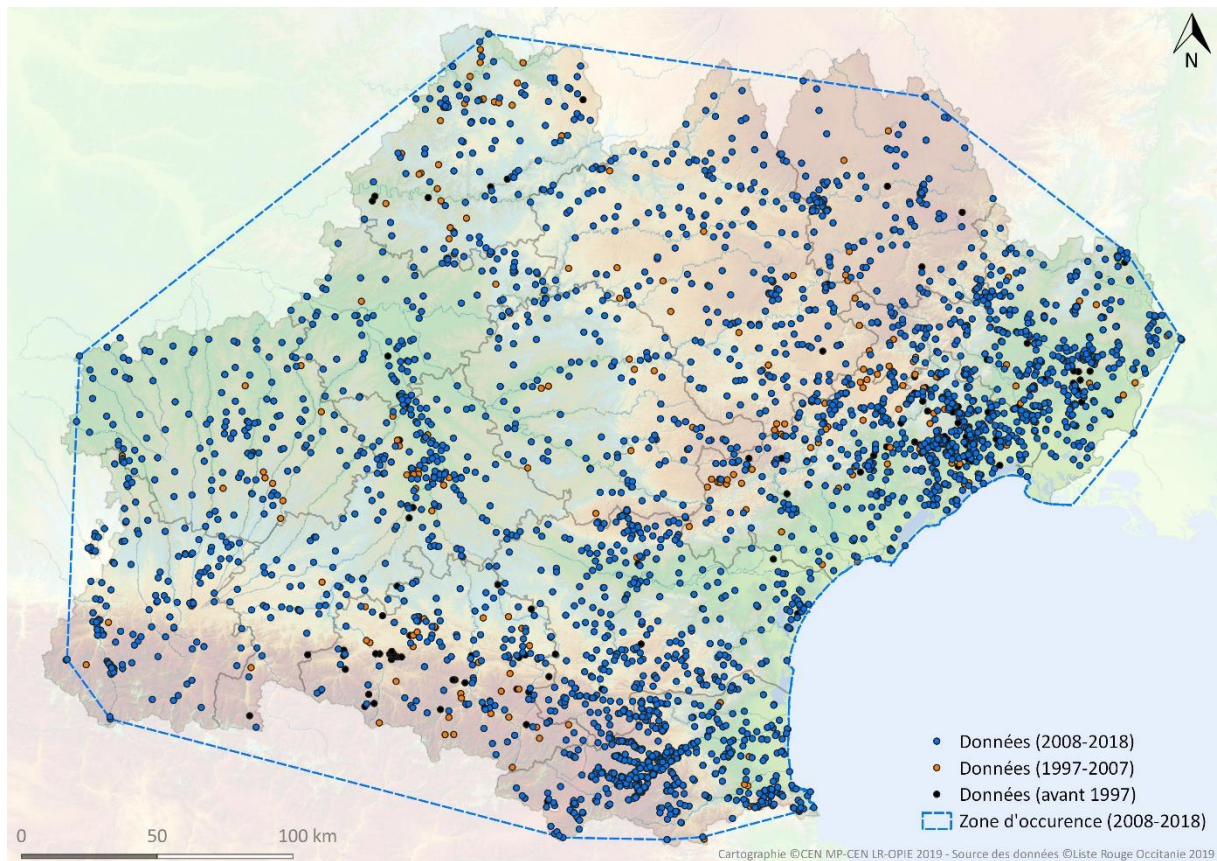 N
Données (2008-2018)
Données (1997-2007)
Données (avant 1997)
Zone d'occurence (2008-2018)
0 50 100 km
Cartographie ©CEN MP-CEN LR-OPIE 2019 - Source des données ©Liste Rouge Occitanie 2019